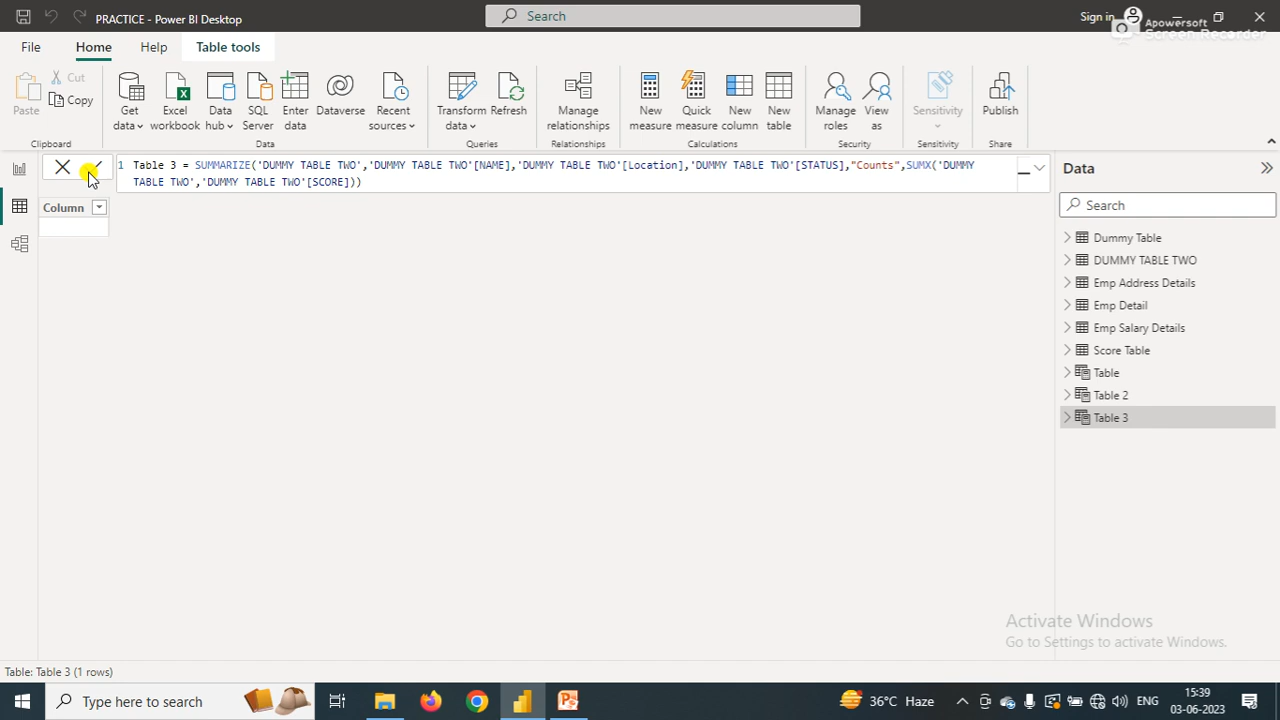 PRACTICE - Power BI Desktop
Search
Sign in
Apowersoft
Screen Recorder
File
Home
Help
Table tools
Paste
Cut
Copy
Get data
Excel workbook
Data hub
SQL Server
Enter data
Dataverse
Recent sources
Transform data
Refresh
Manage relationships
New measure
Quick measure
New column
New table
Manage roles
View as
Sensitivity
Publish
Clipboard
Data
Queries
Relationships
Calculations
Security
Sensitivity
Share
1 Table 3 = SUMMARIZE('DUMMY TABLE TWO','DUMMY TABLE TWO'[NAME],'DUMMY TABLE TWO'[Location],'DUMMY TABLE TWO'[STATUS],"Counts",SUMX('DUMMY
TABLE TWO','DUMMY TABLE TWO'[SCORE]))
Column
Data
Search
Dummy Table
DUMMY TABLE TWO
Emp Address Details
Emp Detail
Emp Salary Details
Score Table
Table
Table 2
Table 3
Activate Windows
Go to Settings to activate Windows.
Table: Table 3 (1 rows)
Type here to search
36°C Haze
ENG
15:39
03-06-2023